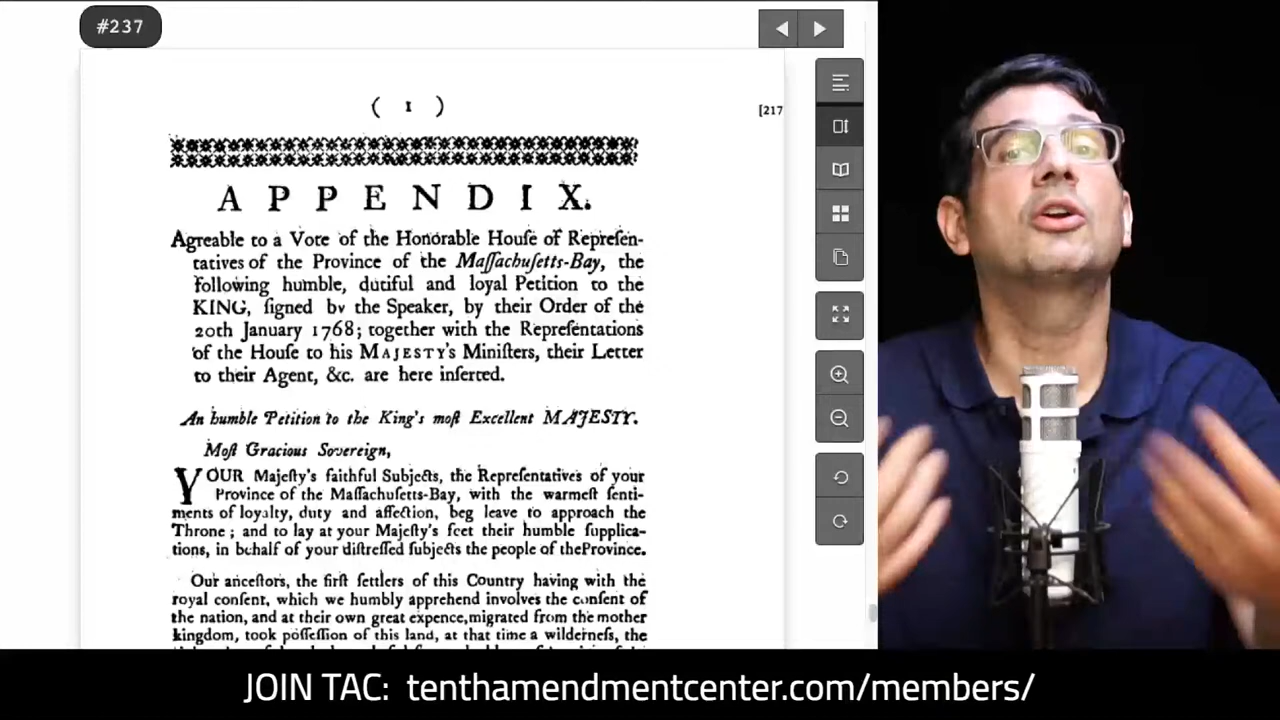 #237
( 1 )
[217
APPENDIX.
Agreable to a Vote of the Honorable Houſe of Repreſen-
tatives of the Province of the Maſſachuſetts-Bay, the
following humble, dutiful and loyal Petition to the
KING, ſigned by the Speaker, by their Order of the
20th January 1768; together with the Repreſentations
of the Houſe to his MAJESTY'S Miniſters, their Letter
to their Agent, &c. are here inſerted.
An humble Petition to the King's moſt Excellent MAJESTY.
Moſt Gracious Sovereign,
YOUR Majeſty's faithful Subjects, the Repreſentatives of your
Province of the Maſſachuſetts-Bay, with the warmeſt ſenti-
ments of loyalty, duty and affection, beg leave to approach the
Throne; and to lay at your Majeſty's feet their humble ſupplica-
tions, in behalf of your diſtreſſed ſubjects the people of theProvince.
Our anceſtors, the firſt ſettlers of this Country having with the
royal conſent, which we humbly apprehend involves the conſent of
the nation, and at their own great expence,migrated from the mother
kingdom, took poſſeſſion of this land, at that time a wilderneſs, the
JOIN TAC: tenthamendmentcenter.com/members/